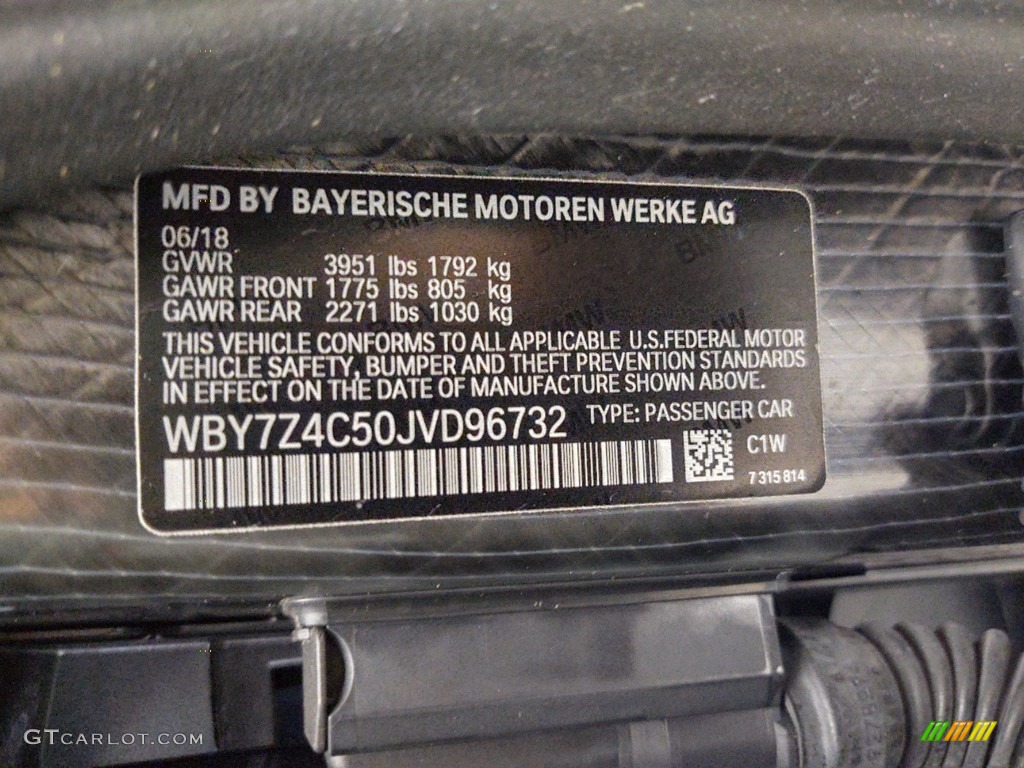 MFD BY BAYERISCHE MOTOREN WERKE AG
06/18
GVWR 3951 lbs 1792 kg
GAWR FRONT 1775 lbs 805 kg
GAWR REAR 2271 lbs 1030 kg
THIS VEHICLE CONFORMS TO ALL APPLICABLE U.S.FEDERAL MOTOR
VEHICLE SAFETY, BUMPER AND THEFT PREVENTION STANDARDS
IN EFFECT ON THE DATE OF MANUFACTURE SHOWN ABOVE.
WBY7Z4C50JVD96732 TYPE: PASSENGER CAR
C1W
7 315 814
GTCARLOT.COM